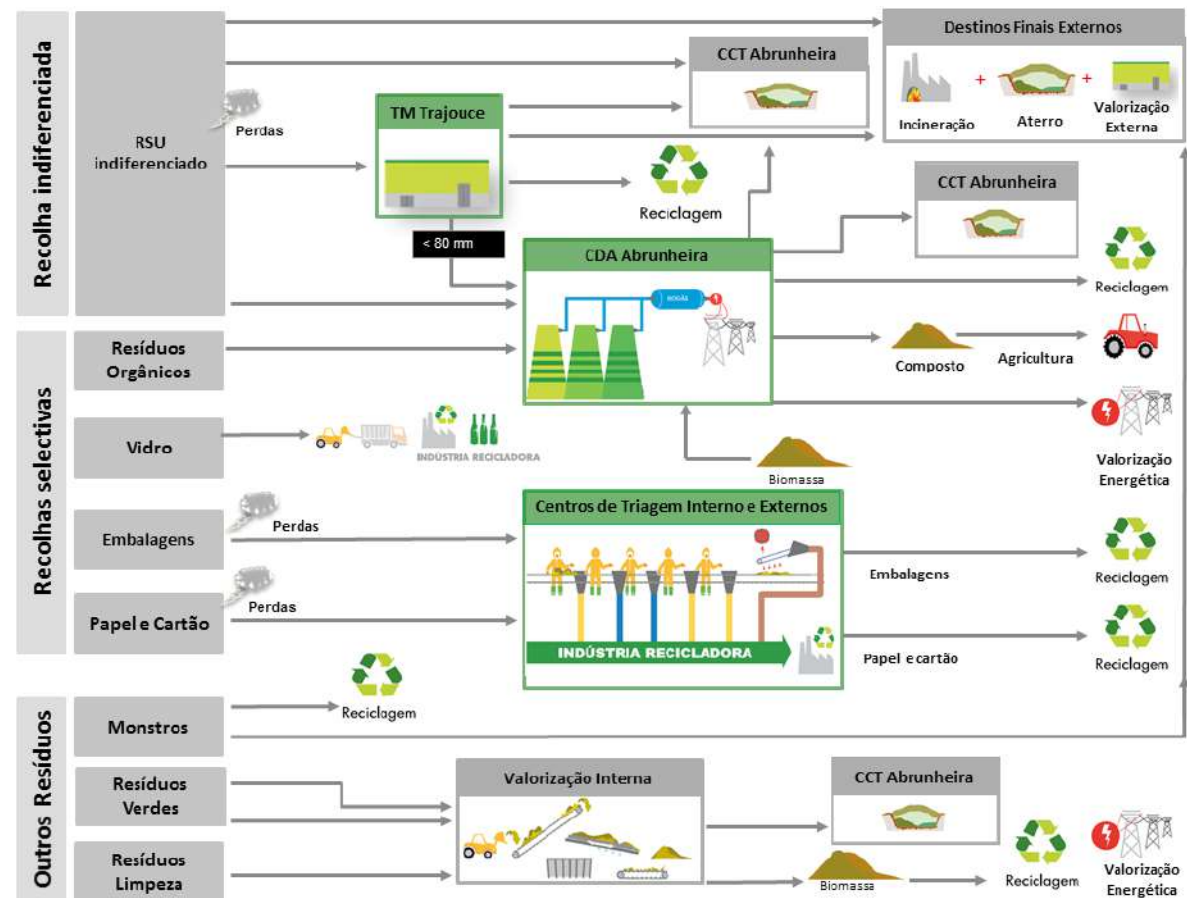 Recolha indiferenciada
RSU
indiferenciado
Perdas
TM Trajouce
< 80 mm
CCT Abrunheira
Destinos Finais Externos
Incineração
+
Aterro
+
Valorização
Externa
Reciclagem
CCT Abrunheira
CDA Abrunheira
BIOGÁS
Reciclagem
Composto
Agricultura
Valorização
Energética
Biomassa
Recolhas selectivas
Resíduos
Orgânicos
Vidro
INDÚSTRIA RECICLADORA
Embalagens
Perdas
Papel e Cartão
Perdas
Centros de Triagem Interno e Externos
INDÚSTRIA RECICLADORA
Embalagens
Reciclagem
Papel e cartão
Reciclagem
Outros Resíduos
Monstros
Reciclagem
Resíduos
Verdes
Resíduos
Limpeza
Valorização Interna
CCT Abrunheira
Biomassa
Reciclagem
Valorização
Energética